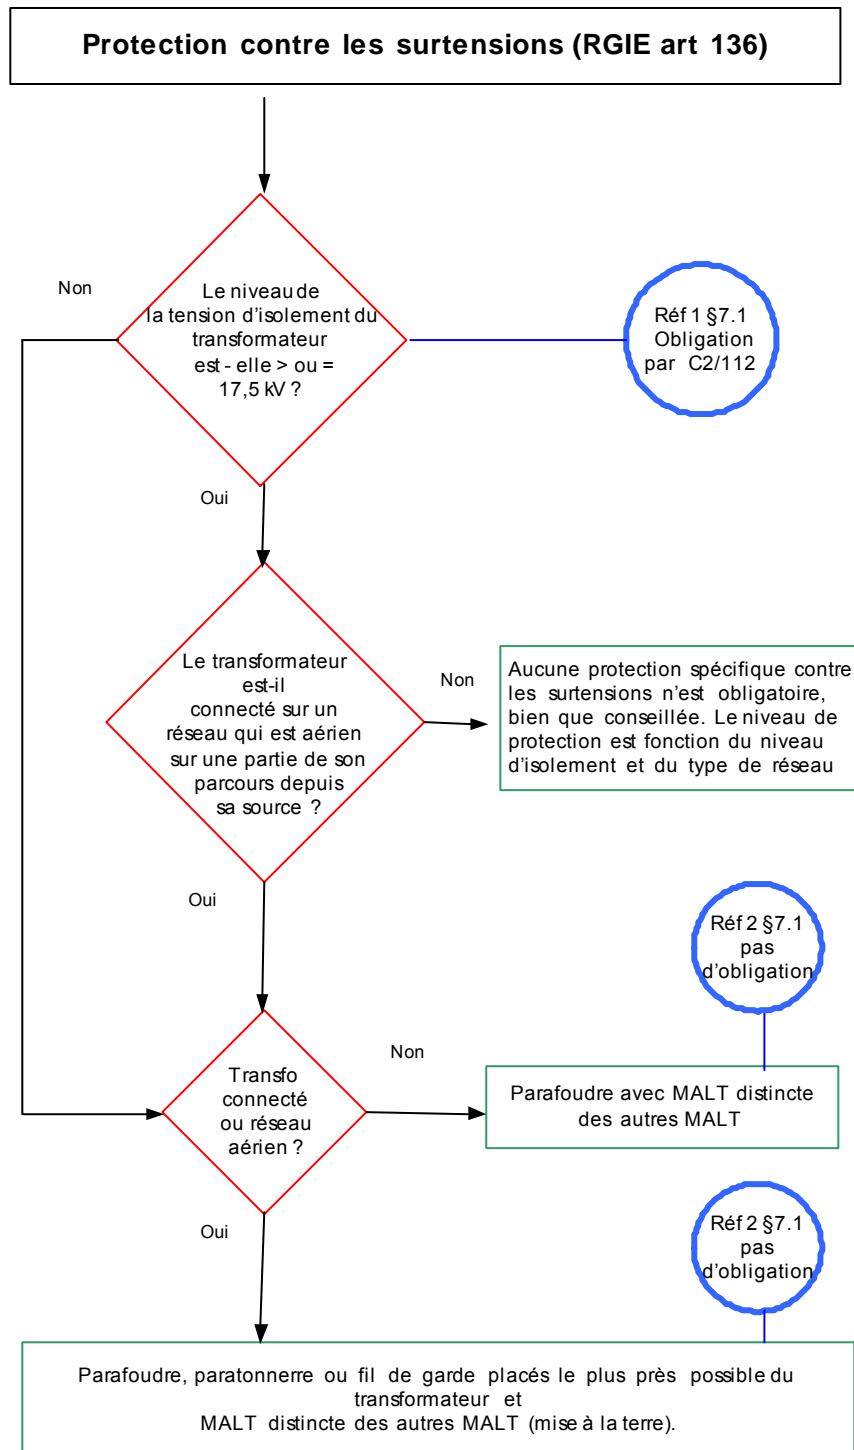 Protection contre les surtensions (RGIE art 136)
Non
Le niveau de
la tension d'isolement du
transformateur
est - elle > ou =
17,5 kV ?
Réf 1 §7.1
Obligation
par C2/112
Oui
Le transformateur
est-il
connecté sur un
réseau qui est aérien
sur une partie de son
parcours depuis
sa source ?
Non
Aucune protection spécifique contre
les surtensions n'est obligatoire,
bien que conseillée. Le niveau de
protection est fonction du niveau
d'isolement et du type de réseau
Oui
Réf 2 §7.1
pas
d'obligation
Transfo
connecté
ou réseau
aérien ?
Non
Parafoudre avec MALT distincte
des autres MALT
Oui
Réf 2 §7.1
pas
d'obligation
Parafoudre, paratonnerre ou fil de garde placés le plus près possible du
transformateur et
MALT distincte des autres MALT (mise à la terre).